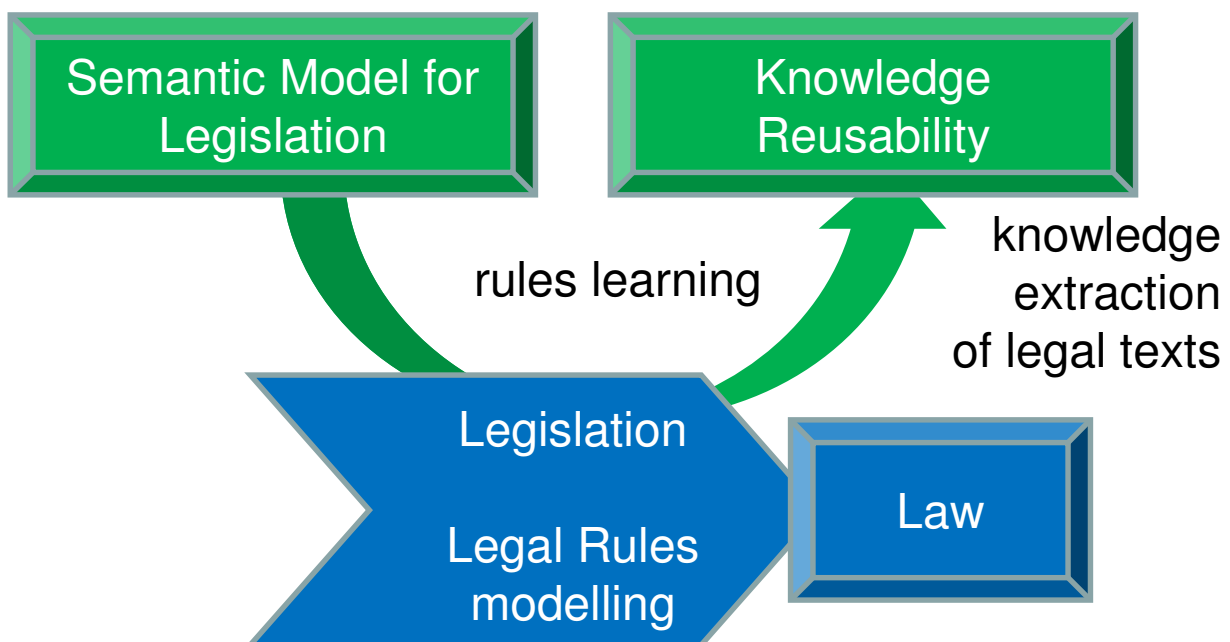 Semantic Model for
Legislation
Knowledge
Reusability
rules learning
knowledge
extraction
of legal texts
Legislation
Legal Rules
modelling
Law